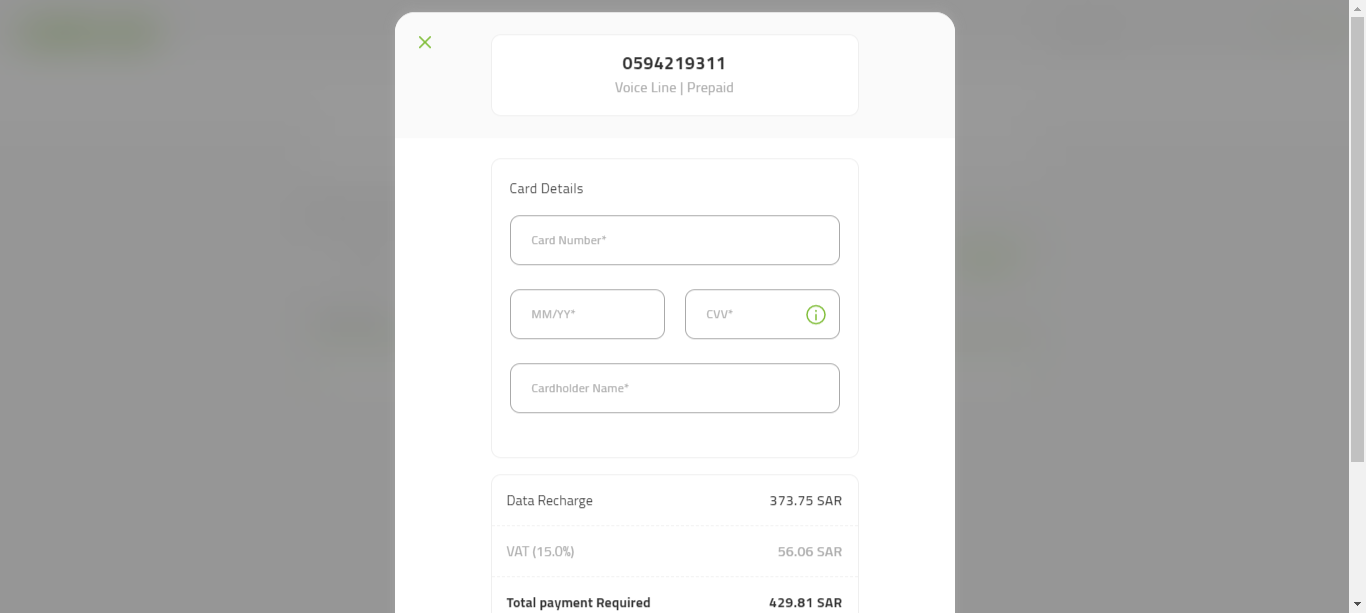 0594219311
Voice Line | Prepaid
Card Details
Card Number*
MM/YY*
CVV*
Cardholder Name*
Data Recharge 373.75 SAR
VAT (15.0%) 56.06 SAR
Total payment Required 429.81 SAR